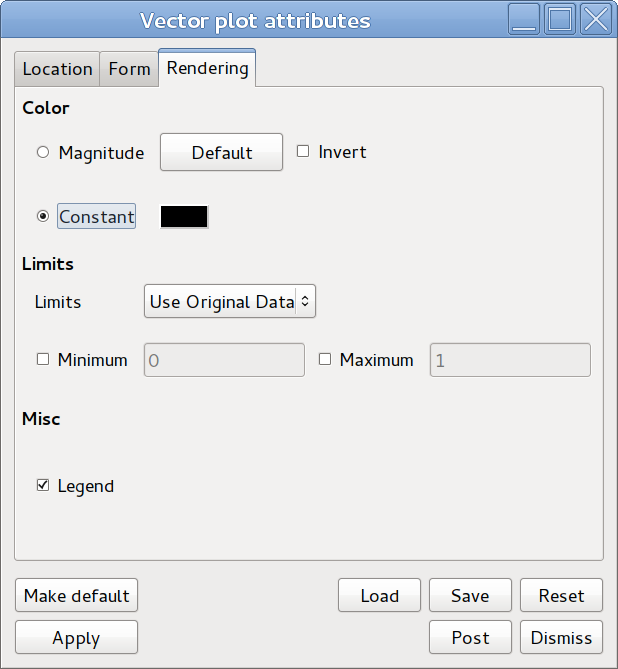 Vector plot attributes
Location Form Rendering
Color
Magnitude Default Invert
Constant
Limits
Limits Use Original Data
Minimum 0 Maximum 1
Misc
Legend
Make default Load Save Reset
Apply Post Dismiss